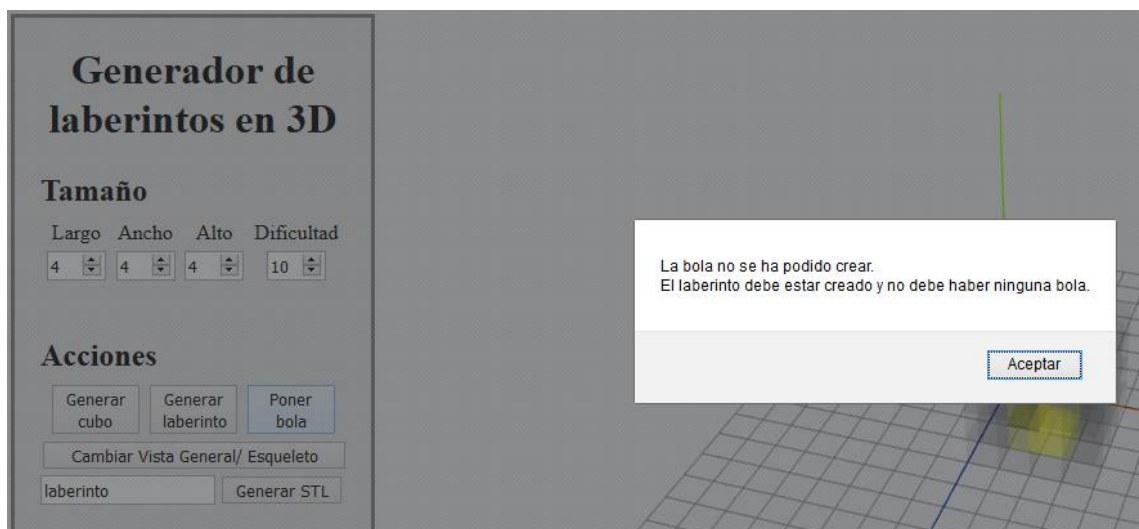 Generador de
laberintos en 3D
Tamaño
Largo Ancho Alto Dificultad
4 4 4 10
La bola no se ha podido crear.
El laberinto debe estar creado y no debe haber ninguna bola.
Aceptar
Acciones
Generar
cubo
Generar
laberinto
Poner
bola
Cambiar Vista General/ Esqueleto
laberinto Generar STL